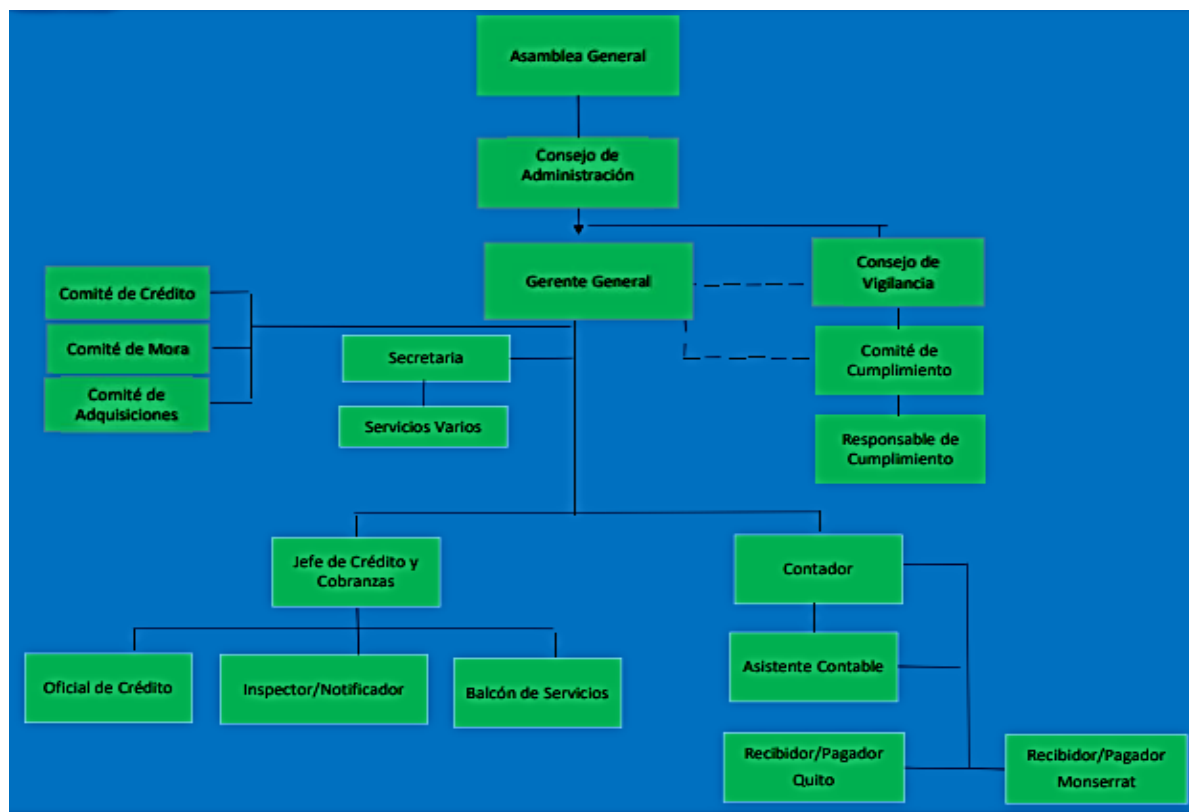 Asamblea General
Consejo de
Administración
Gerente General
Consejo de
Vigilancia
Comité de Crédito
Comité de Mora
Comité de
Adquisiciones
Secretaria
Servicios Varios
Comité de
Cumplimiento
Responsable de
Cumplimiento
Jefe de Crédito y
Cobranzas
Contador
Oficial de Crédito
Inspector/Notificador
Balcón de Servicios
Asistente Contable
Recibidor/Pagador
Quito
Recibidor/Pagador
Monserrat